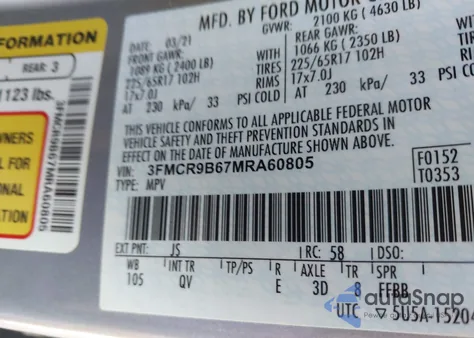 FORMATION
REAR: 3
1123 lbs.
3FMCR9B67MRA60805
OWNERS
L FOR
ONAL
MFD. BY FORD MOTOR
DATE: 03/21
GVWR: 2100 KG ( 4630 LB)
FRONT GAWR:
1089 KG ( 2400 LB)
225/65R17 102H
17x7.0J
AT 230 kPa/ 33 PSI COLD
REAR GAWR:
1066 KG ( 2350 LB)
TIRES 225/65R17 102H
RIMS 17x7.0J
AT 230 kPa/ 33 PSI COLD
THIS VEHICLE CONFORMS TO ALL APPLICABLE FEDERAL MOTOR
VEHICLE SAFETY AND THEFT PREVENTION STANDARDS IN
EFFECT ON THE DATE OF MANUFACTURE SHOWN ABOVE.
VIN: 3FMCR9B67MRA60805
TYPE: MPV
F0152
T0353
EXT PNT: JS RC: 58 DSO:
WB INT TR TP/PS R AXLE TR SPR
105 QV E 3D 8 FFBB
UTC 5U5A-15204
autoSnap